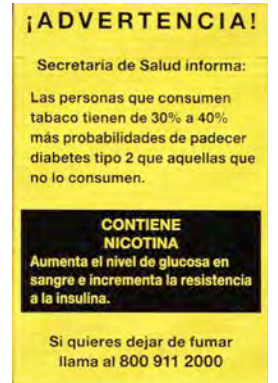 ¡ADVERTENCIA!
Secretaría de Salud informa:
Las personas que consumen
tabaco tienen de 30% a 40%
más probabilidades de padecer
diabetes tipo 2 que aquellas que
no lo consumen.
CONTIENE
NICOTINA
Aumenta el nivel de glucosa en
sangre e incrementa la resistencia
a la insulina.
Si quieres dejar de fumar
llama al 800 911 2000